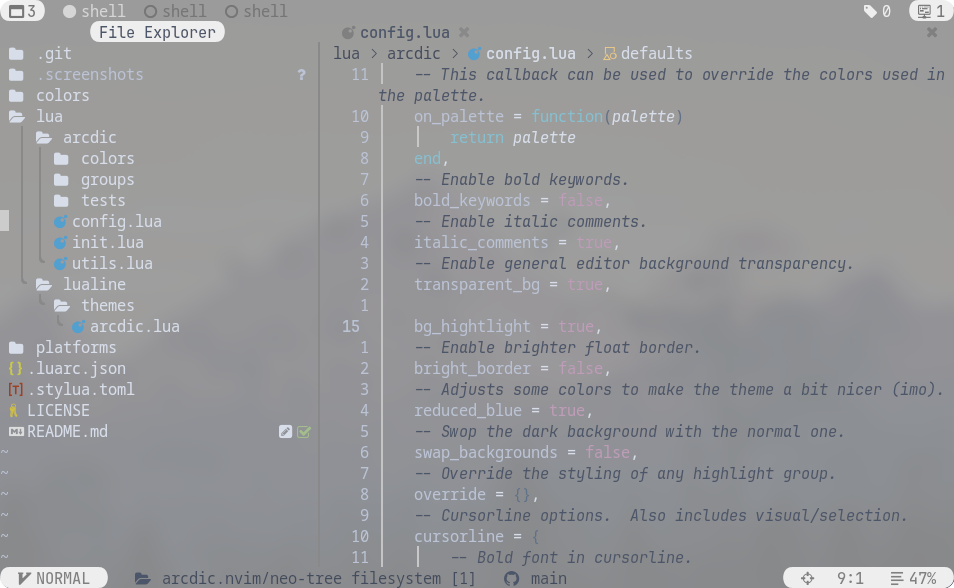 3 shell shell shell 0 1
File Explorer config.lua
lua > arcdic > config.lua > defaults
.git
.screenshots ?
colors
lua
arcdic
colors
groups
tests
config.lua
init.lua
utils.lua
lualine
themes
arcdic.lua
platforms
{} .luarc.json
[T] .stylua.toml
LICENSE
README.md
~
~
~
~
~
~
11 -- This callback can be used to override the colors used in
the palette.
10 on_palette = function(palette)
9 return palette
8 end,
7 -- Enable bold keywords.
6 bold_keywords = false,
5 -- Enable italic comments.
4 italic_comments = true,
3 -- Enable general editor background transparency.
2 transparent_bg = true,
1
15 bg_hightlight = true,
1 -- Enable brighter float border.
2 bright_border = false,
3 -- Adjusts some colors to make the theme a bit nicer (imo).
4 reduced_blue = true,
5 -- Swop the dark background with the normal one.
6 swap_backgrounds = false,
7 -- Override the styling of any highlight group.
8 override = {},
9 -- Cursorline options.  Also includes visual/selection.
10 cursorline = {
11 -- Bold font in cursorline.
NORMAL arcdic.nvim/neo-tree filesystem [1] main 9:1 47%